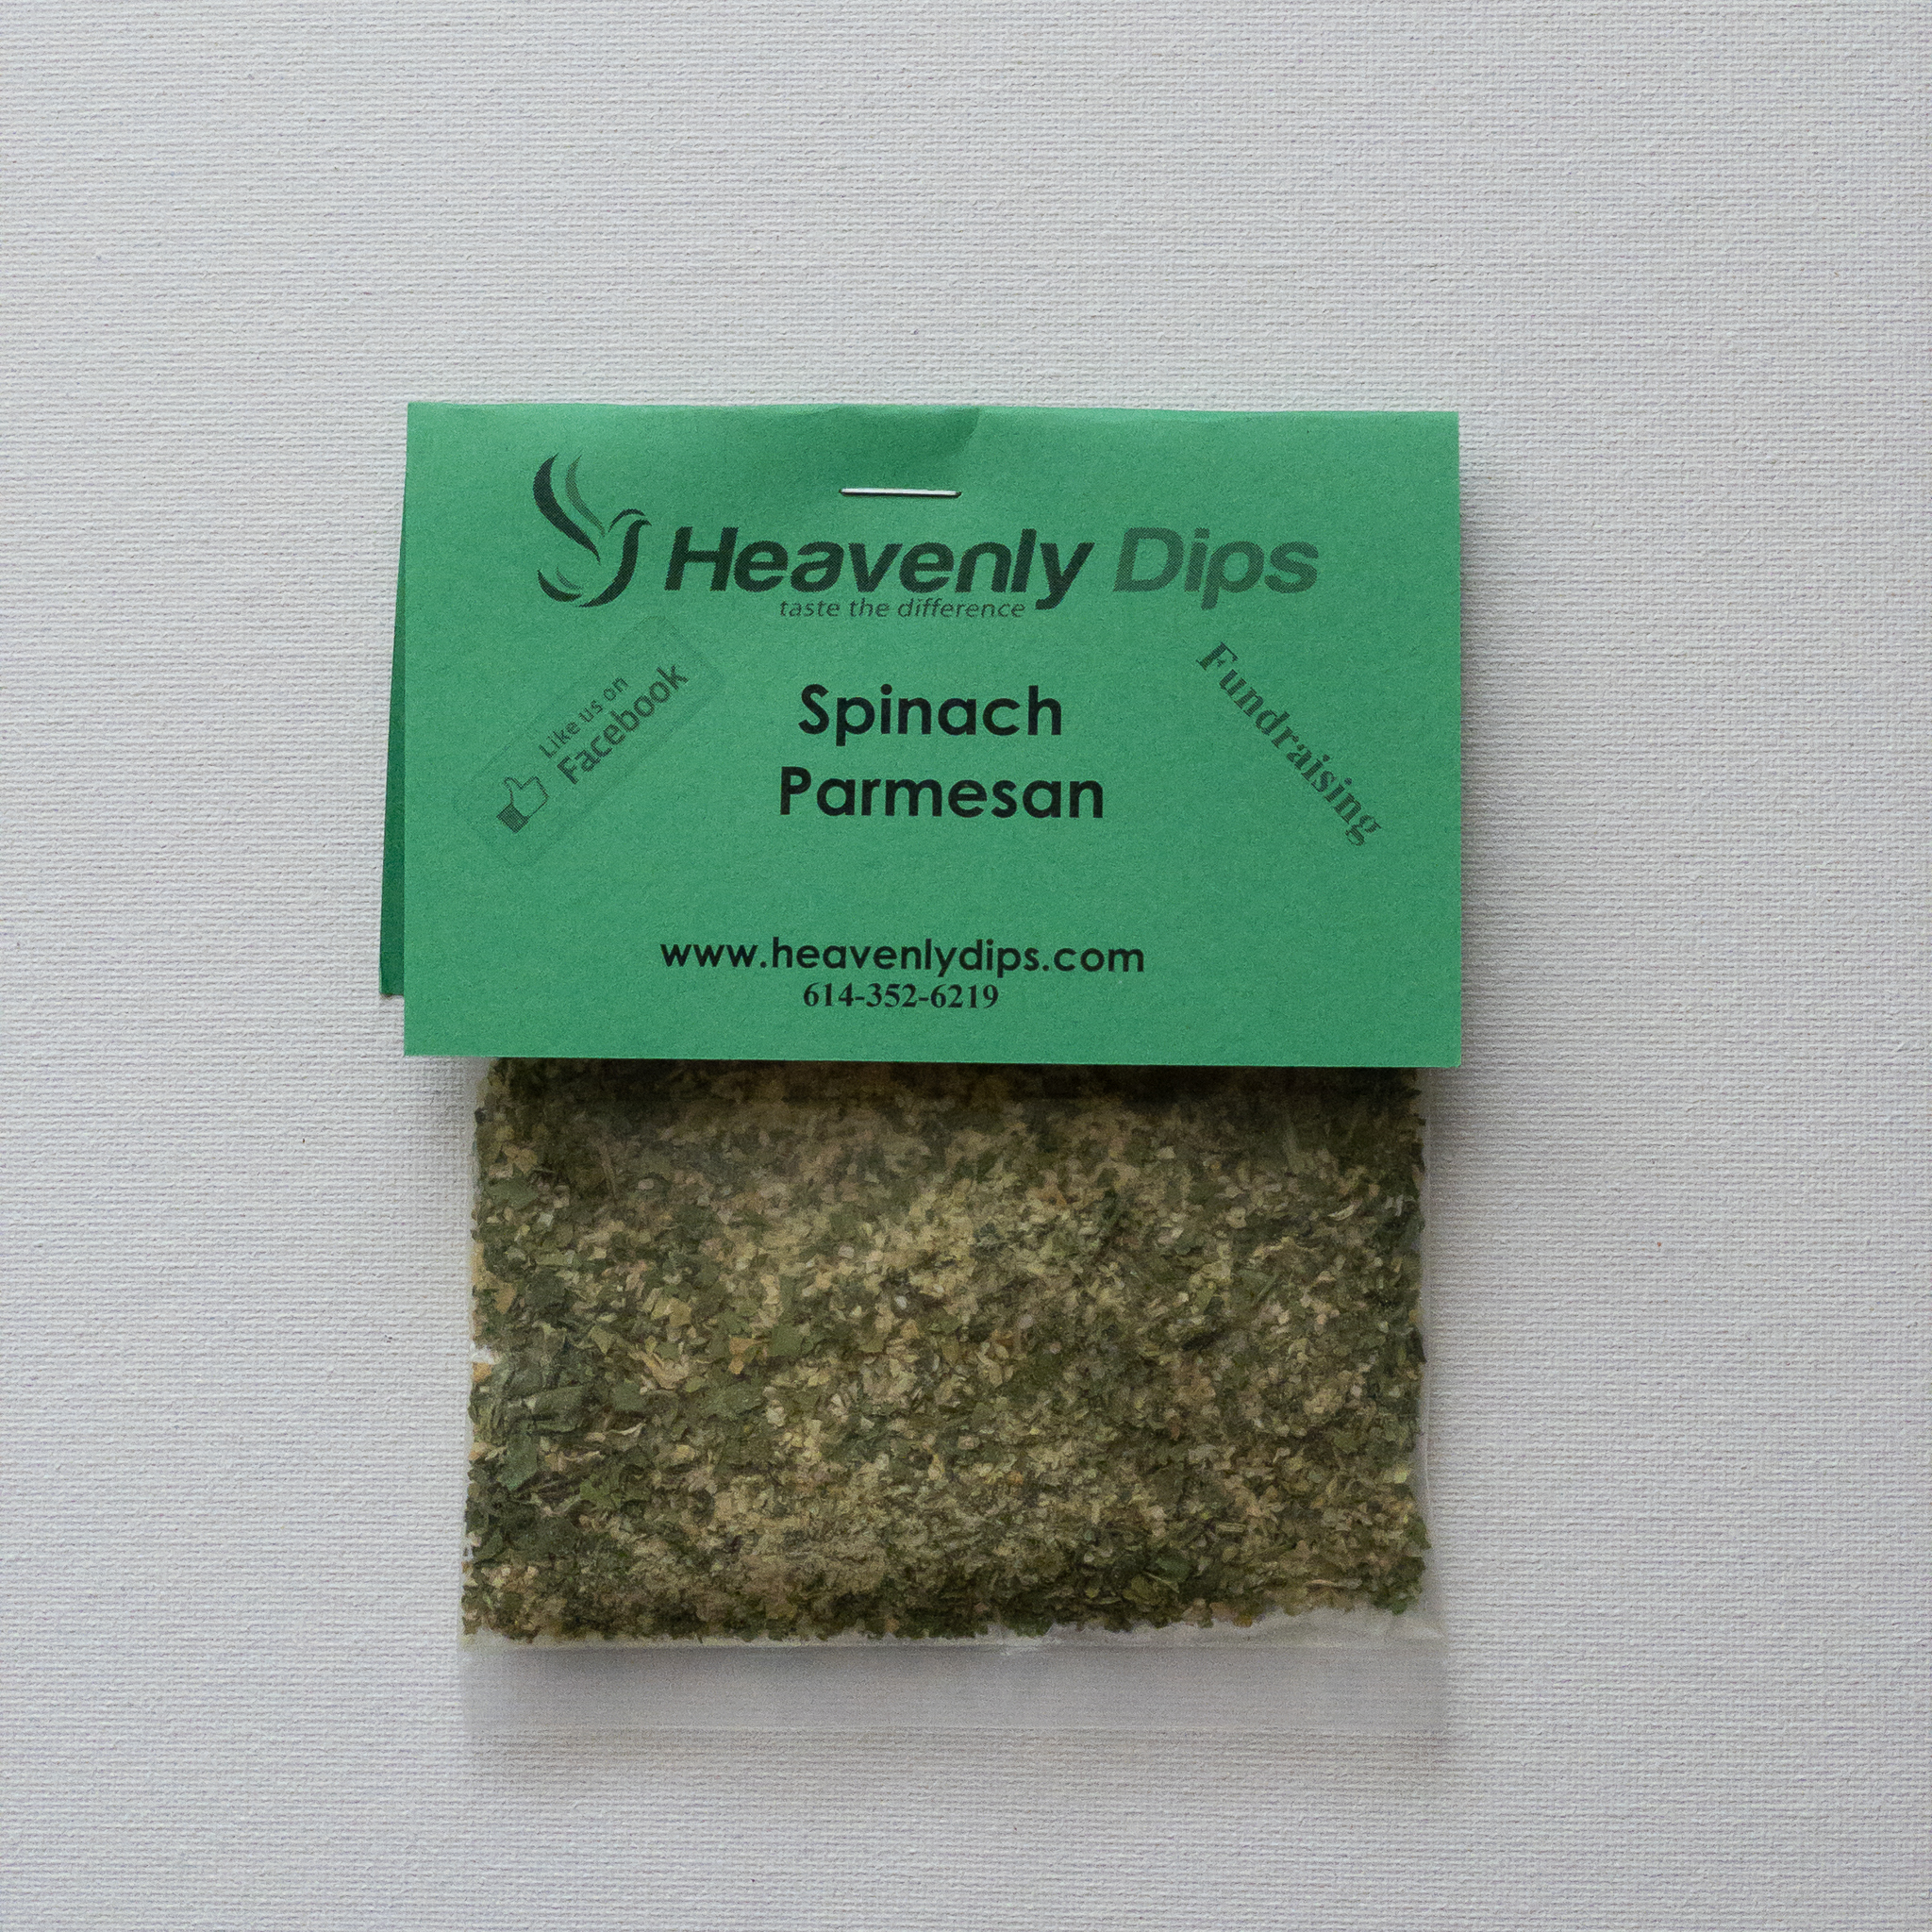 Heavenly Dips
taste the difference
Like us on
Facebook
Fundraising
Spinach
Parmesan
www.heavenlydips.com
614-352-6219